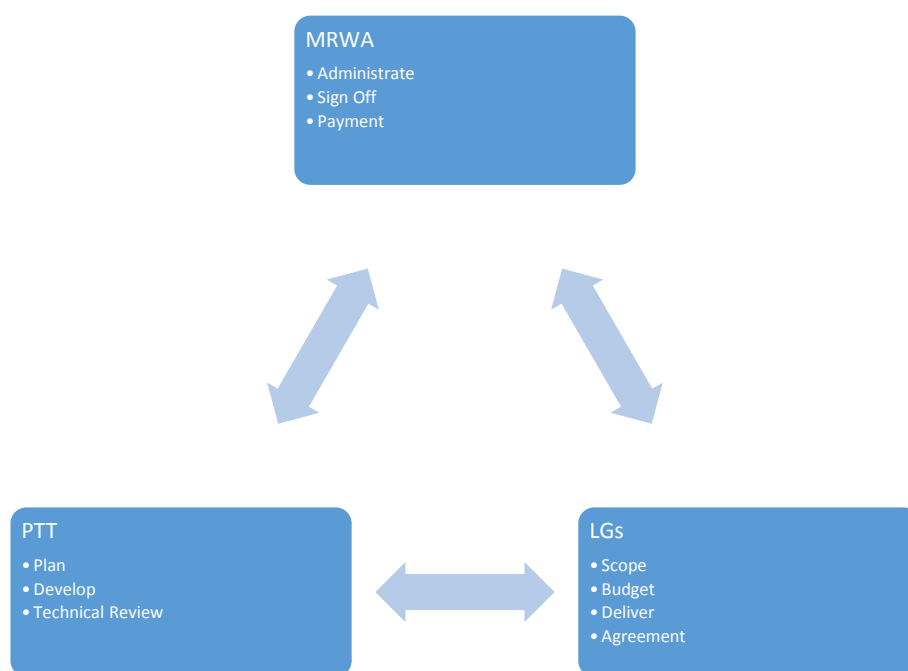 MRWA
• Administrate
• Sign Off
• Payment
PTT
• Plan
• Develop
• Technical Review
LGs
• Scope
• Budget
• Deliver
• Agreement